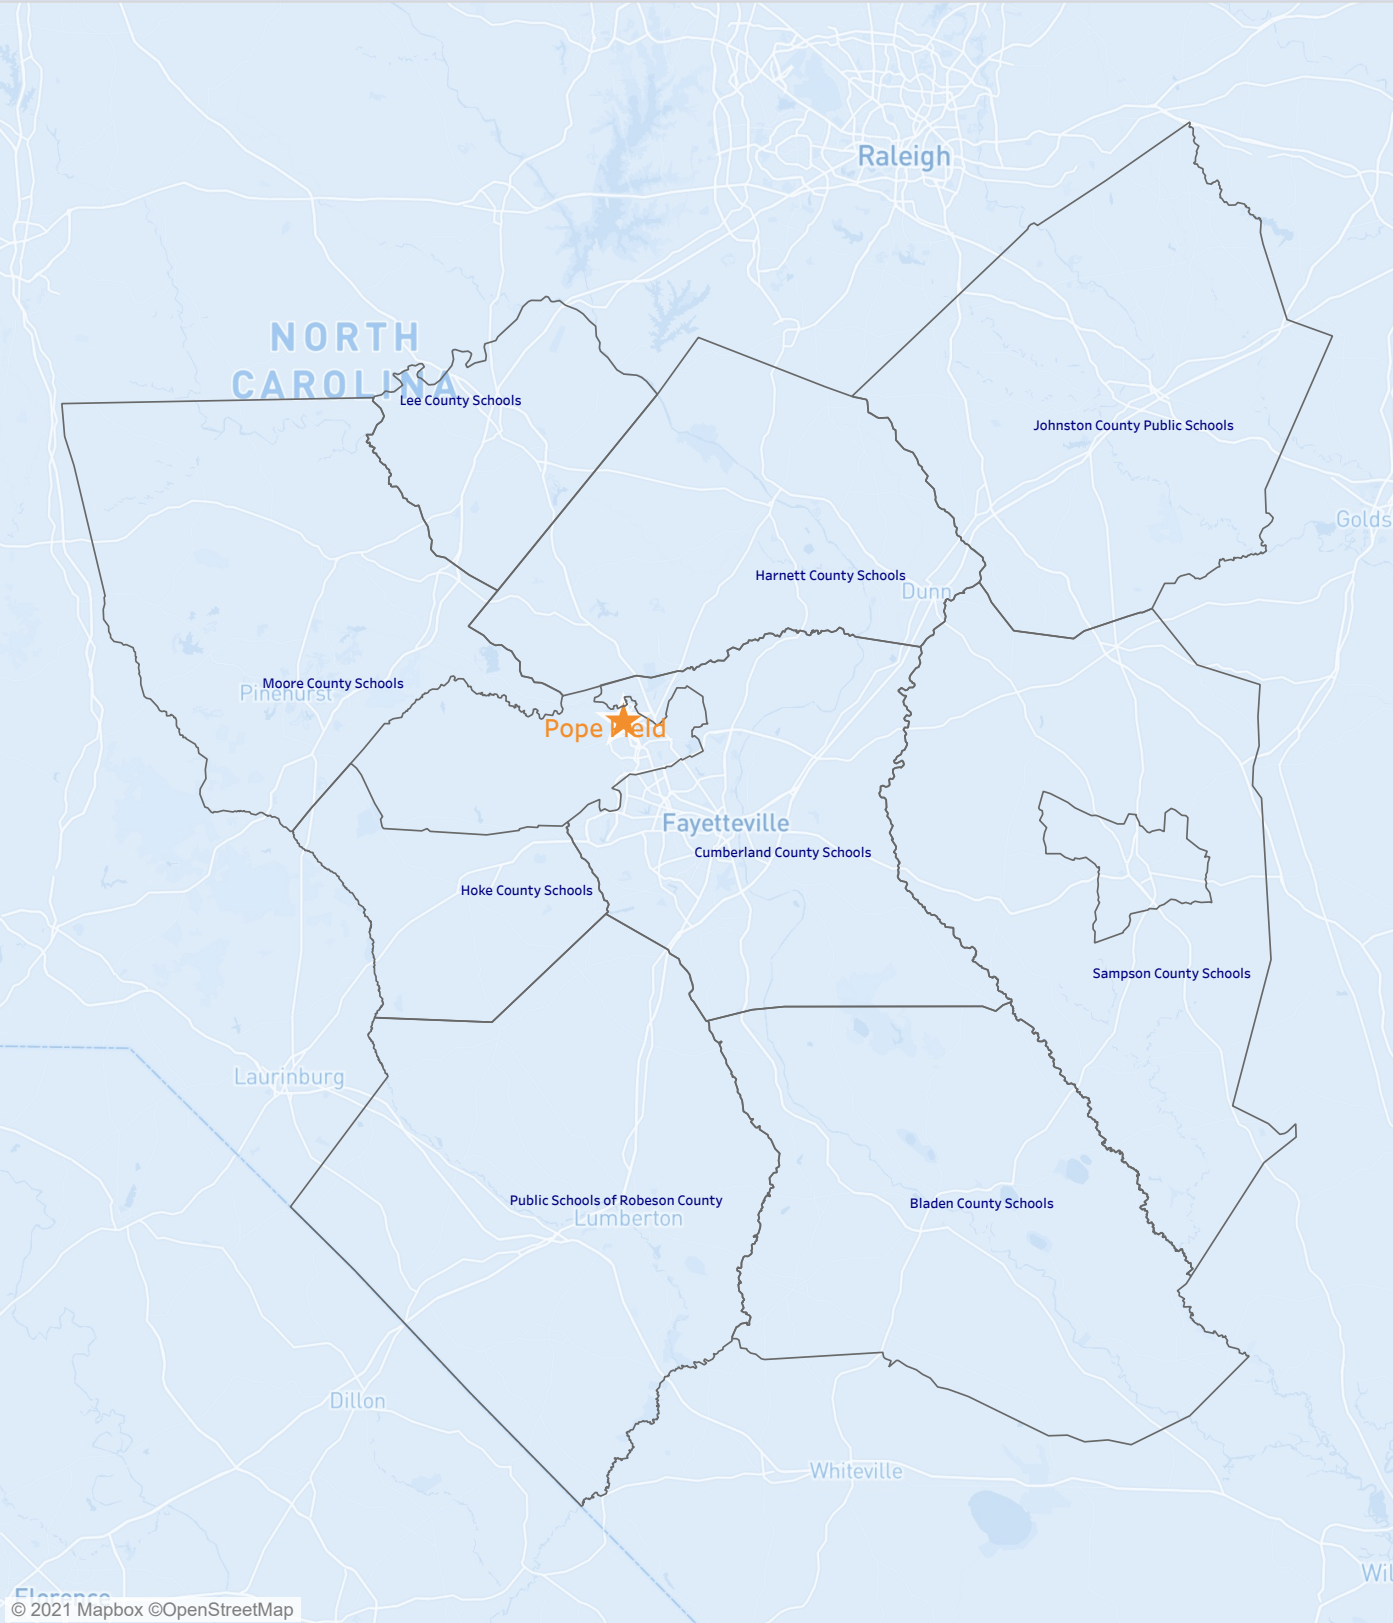 Raleigh
NORTH
CAROLINA
Lee County Schools
Johnston County Public Schools
Golds
Harnett County Schools
Dunn
Moore County Schools
Pinehurst
Pope Field
Fayetteville
Cumberland County Schools
Hoke County Schools
Sampson County Schools
Laurinburg
Public Schools of Robeson County
Bladen County Schools
Lumberton
Dillon
Whiteville
Wil
Florence
© 2021 Mapbox ©OpenStreetMap